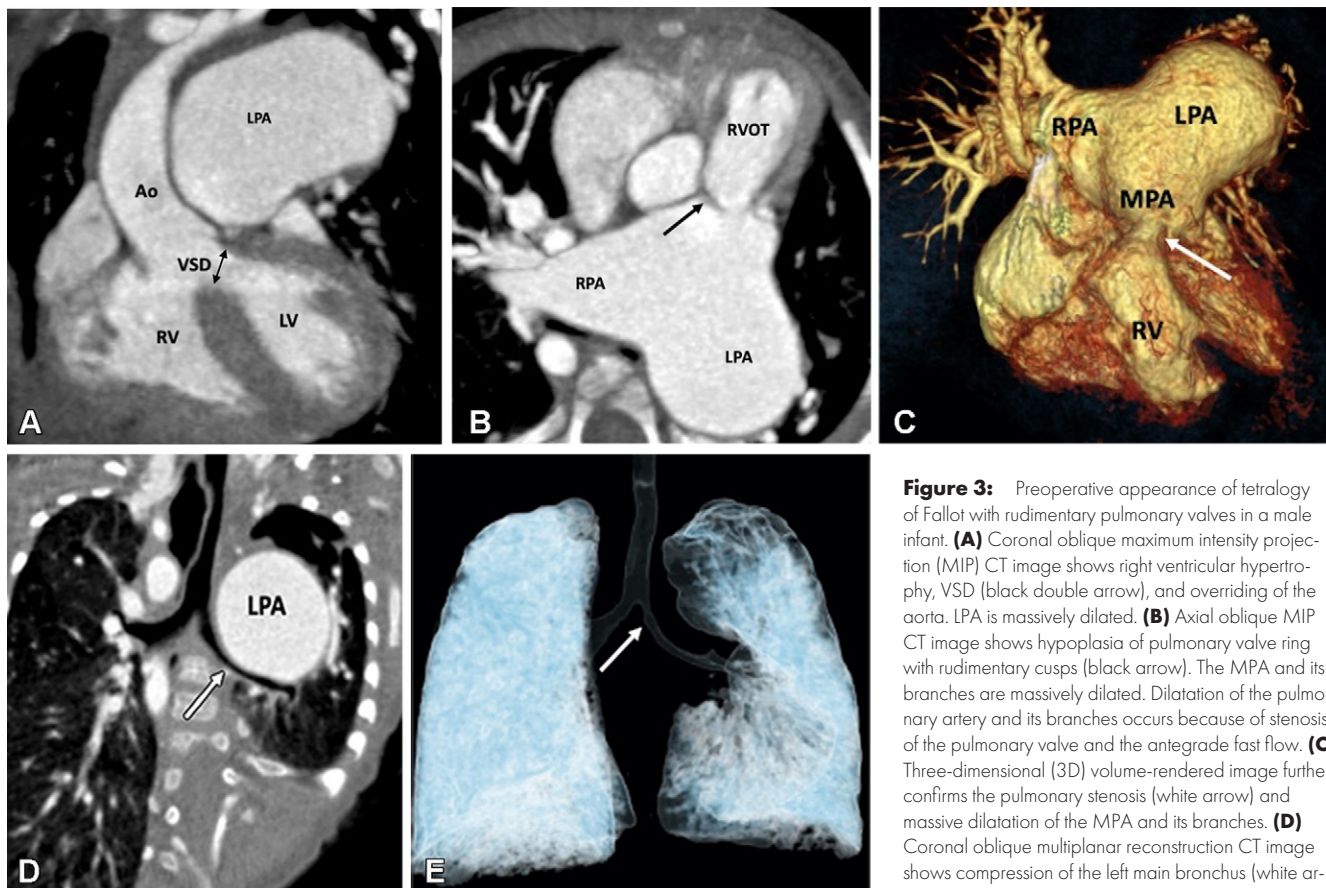 LPA
Ao
VSD
RV
LV
A
RVOT
RPA
LPA
B
RPA
LPA
MPA
RV
C
LPA
D
E
Figure 3: Preoperative appearance of tetralogy
of Fallot with rudimentary pulmonary valves in a male
infant. (A) Coronal oblique maximum intensity projec-
tion (MIP) CT image shows right ventricular hypertro-
phy, VSD (black double arrow), and overriding of the
aorta. LPA is massively dilated. (B) Axial oblique MIP
CT image shows hypoplasia of pulmonary valve ring
with rudimentary cusps (black arrow). The MPA and its
branches are massively dilated. Dilatation of the pulmo
nary artery and its branches occurs because of stenosis
of the pulmonary valve and the antegrade fast flow. (C
Three-dimensional (3D) volume-rendered image furthe
confirms the pulmonary stenosis (white arrow) and
massive dilatation of the MPA and its branches. (D)
Coronal oblique multiplanar reconstruction CT image
shows compression of the left main bronchus (white ar-